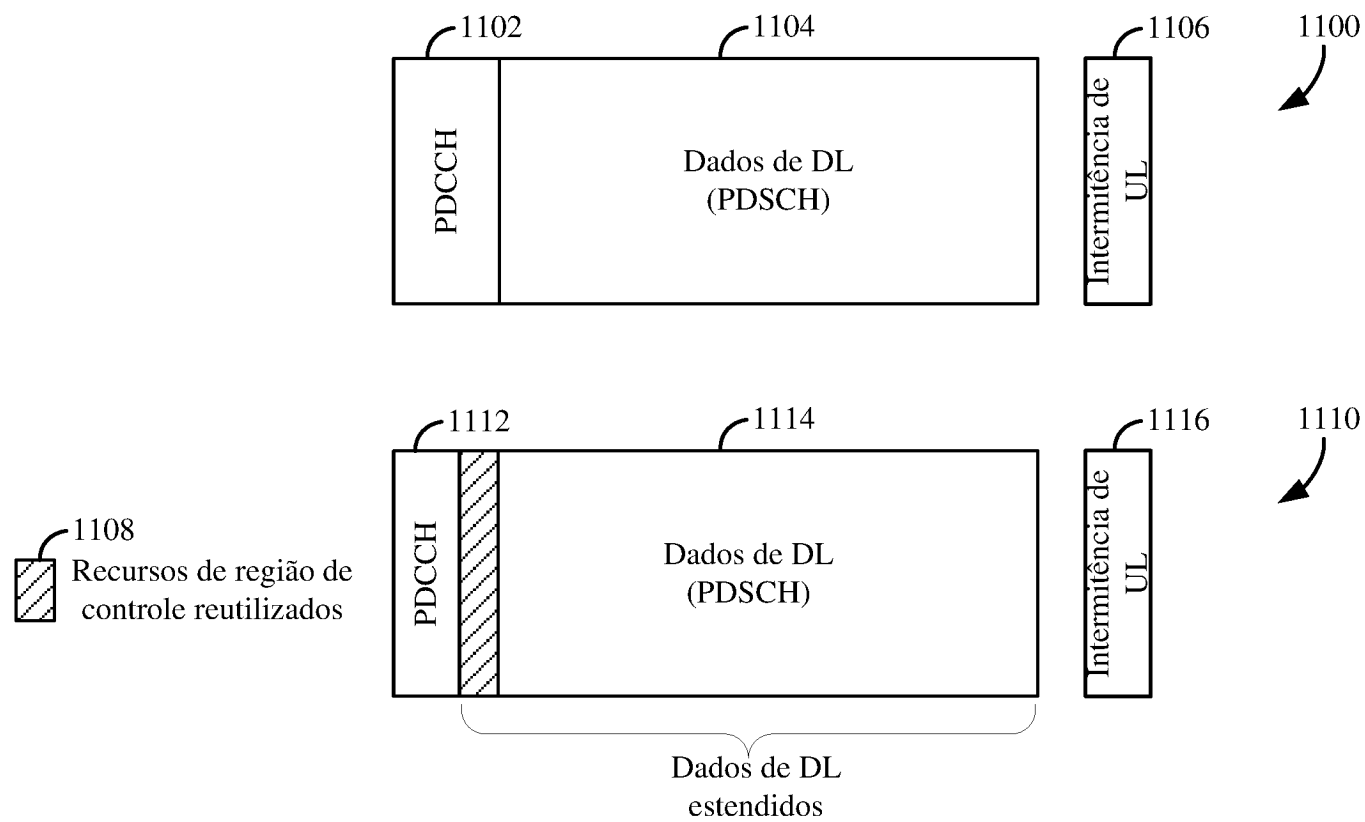 1102
1104
1106
1100
PDCCH
Dados de DL
(PDSCH)
Intermitência de
UL
1112
1114
1116
1110
1108
Recursos de região de
controle reutilizados
PDCCH
Dados de DL
(PDSCH)
Intermitência de
UL
Dados de DL
estendidos